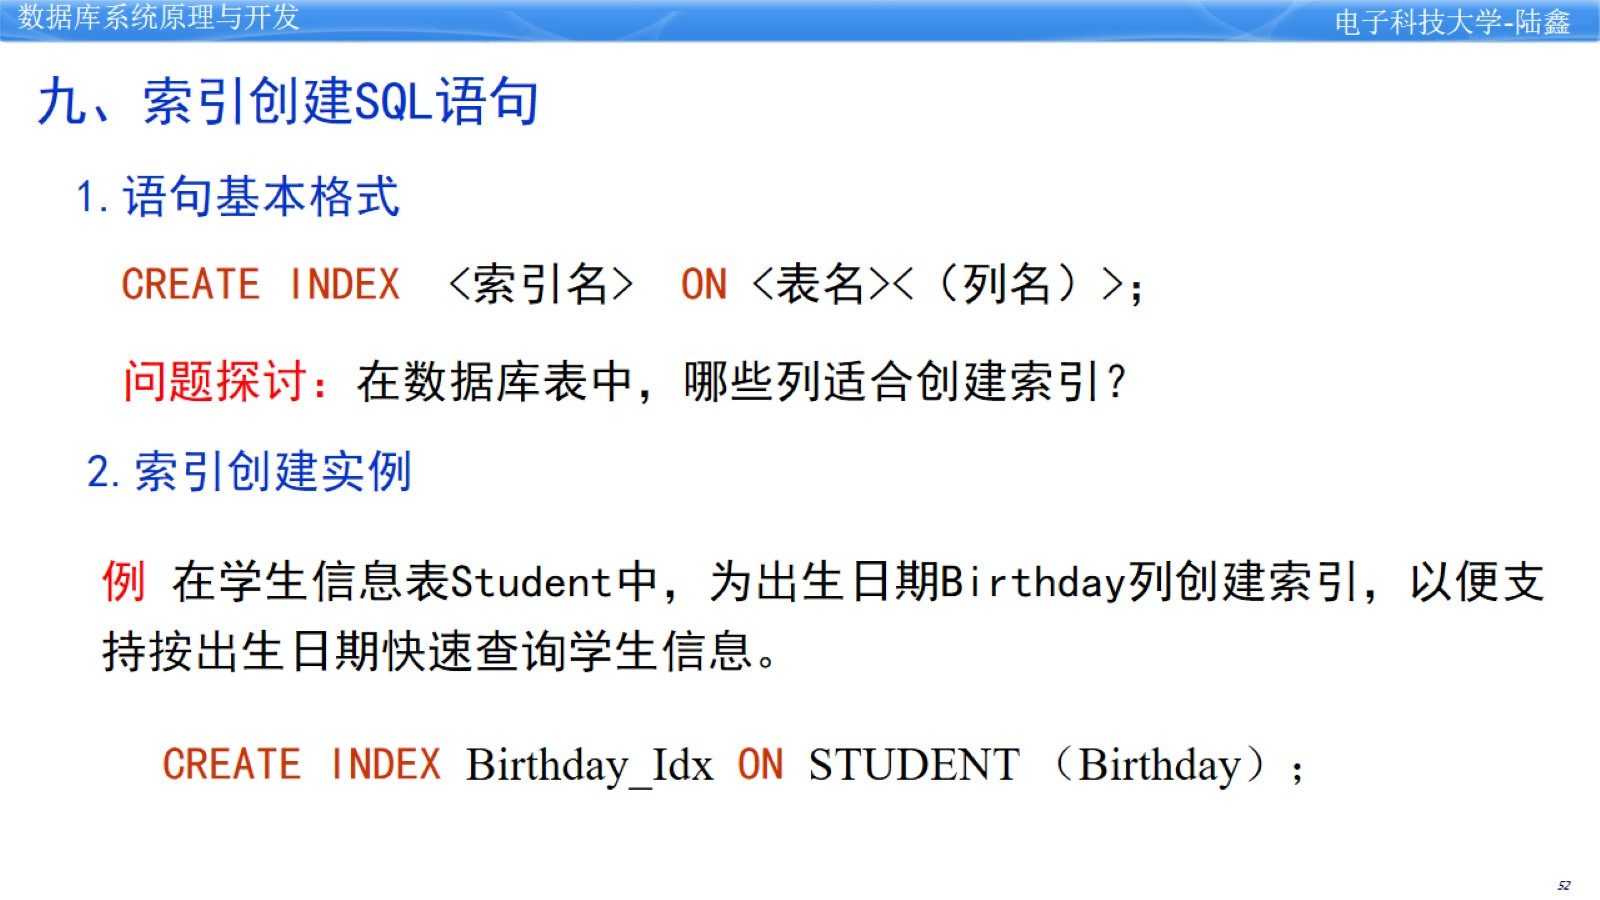 数据库系统原理与开发
电子科技大学-陆鑫
九、索引创建SQL语句
1.语句基本格式
CREATE INDEX <索引名> ON <表名><（列名）>;
问题探讨：在数据库表中，哪些列适合创建索引？
2.索引创建实例
例 在学生信息表Student中，为出生日期Birthday列创建索引，以便支
持按出生日期快速查询学生信息。
CREATE INDEX Birthday_Idx ON STUDENT （Birthday）;
52